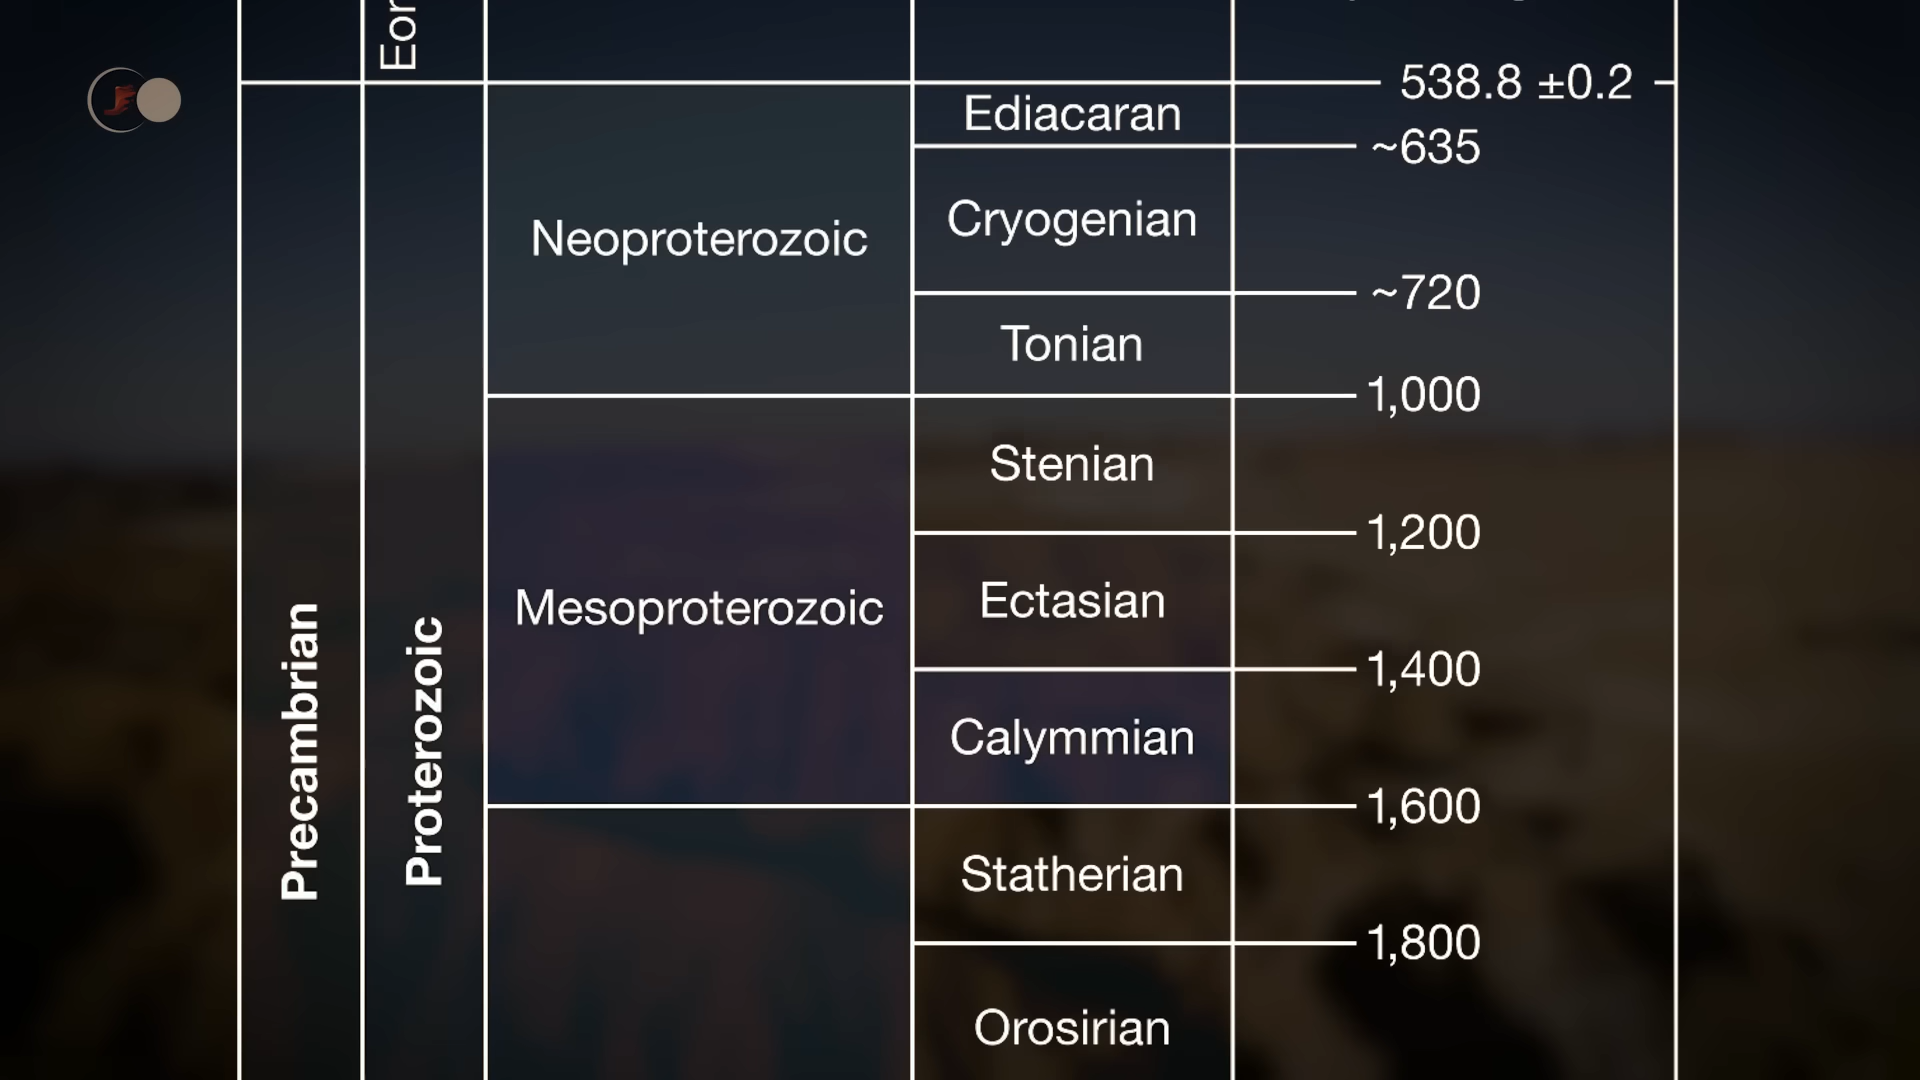 538.8 ±0.2
Ediacaran
~635
Cryogenian
Neoproterozoic
~720
Tonian
1,000
Stenian
1,200
Ectasian
Mesoproterozoic
1,400
Calymmian
Precambrian
Proterozoic
1,600
Statherian
1,800
Orosirian